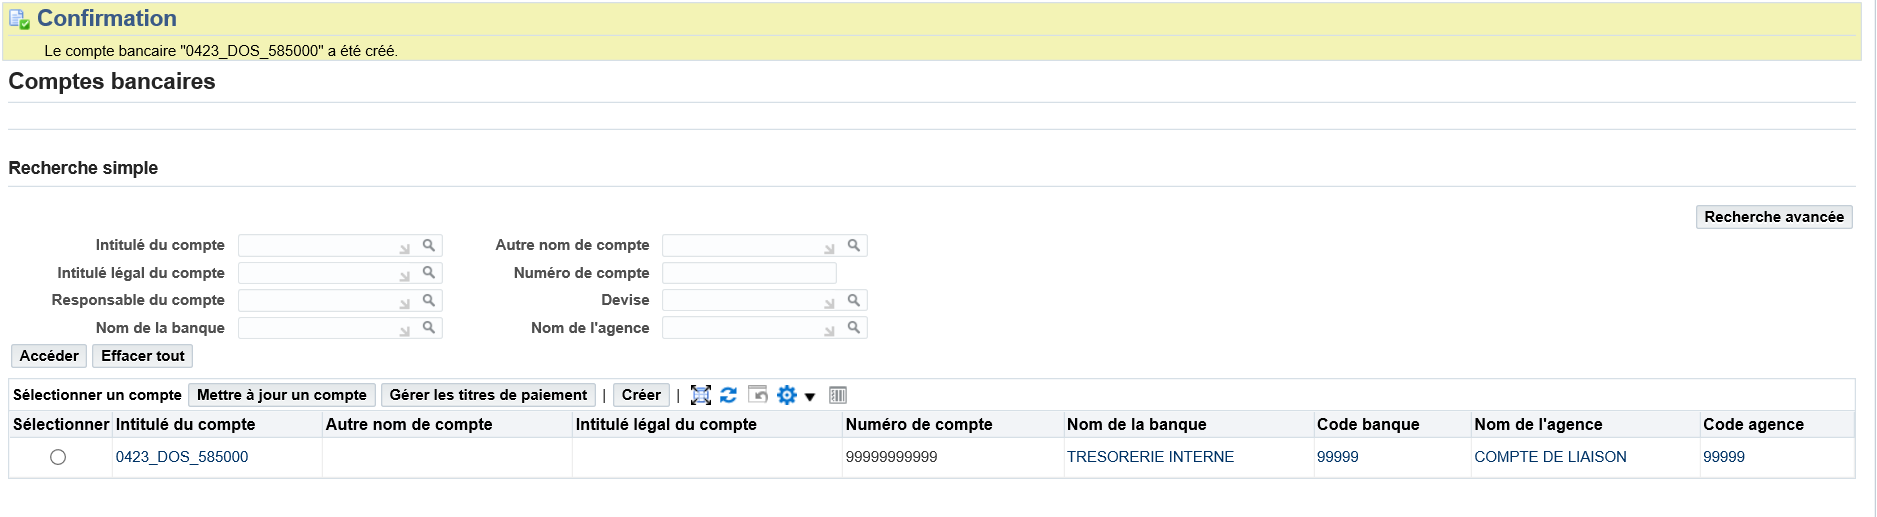 Confirmation
Le compte bancaire "0423_DOS_585000" a été créé.
Comptes bancaires
Recherche simple
Recherche avancée
Intitulé du compte Autre nom de compte
Intitulé légal du compte Numéro de compte
Responsable du compte Devise
Nom de la banque Nom de l'agence
Accéder Effacer tout
Sélectionner un compte Mettre à jour un compte Gérer les titres de paiement | Créer |
Sélectionner Intitulé du compte Autre nom de compte Intitulé légal du compte Numéro de compte Nom de la banque Code banque Nom de l'agence Code agence
0423_DOS_585000 99999999999 TRESORERIE INTERNE 99999 COMPTE DE LIAISON 99999